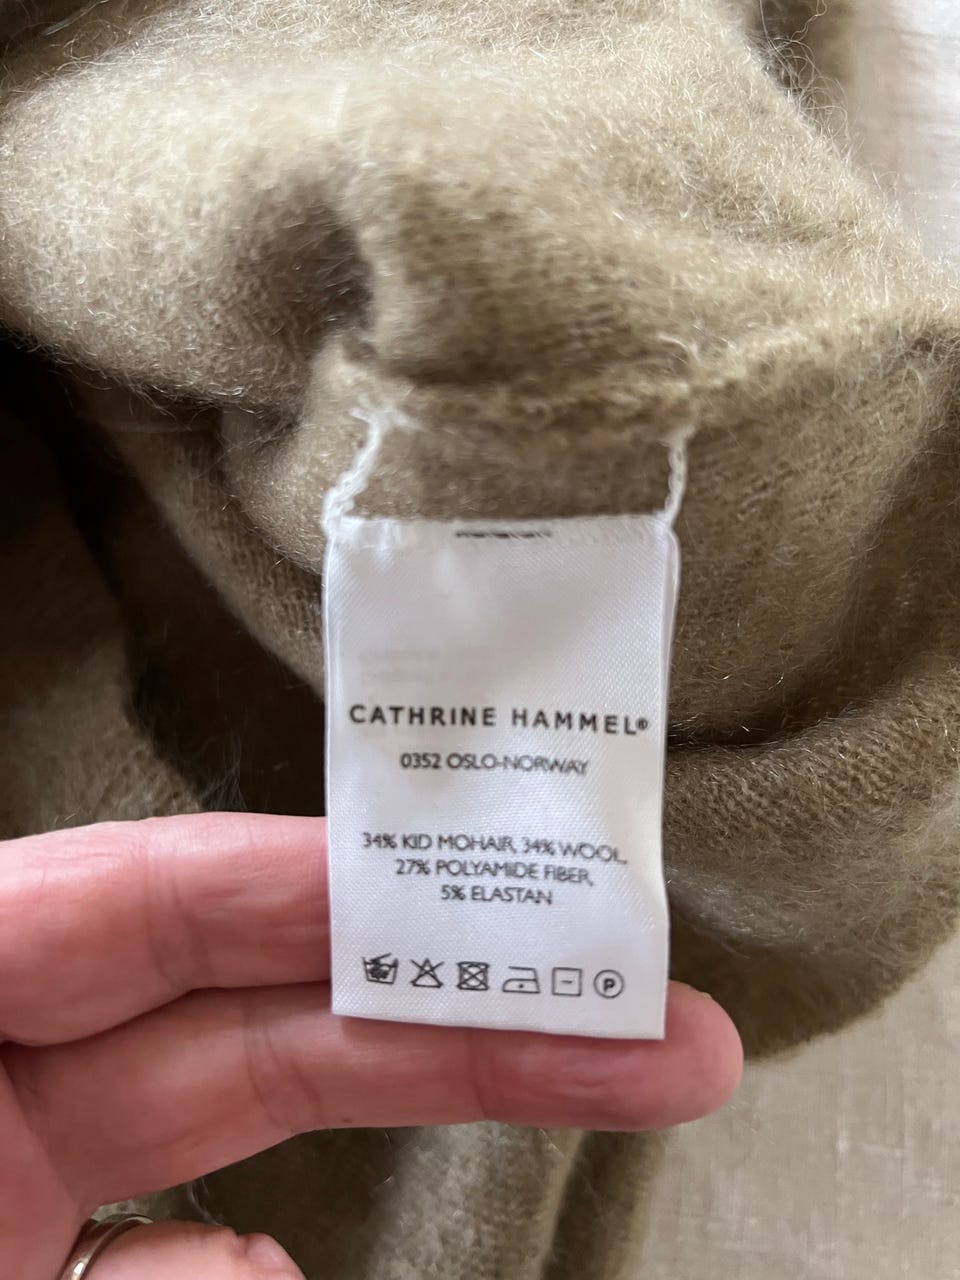 CATHRINE HAMMEL®
0352 OSLO-NORWAY
34% KID MOHAIR, 34% WOOL,
27% POLYAMIDE FIBER,
5% ELASTAN
P